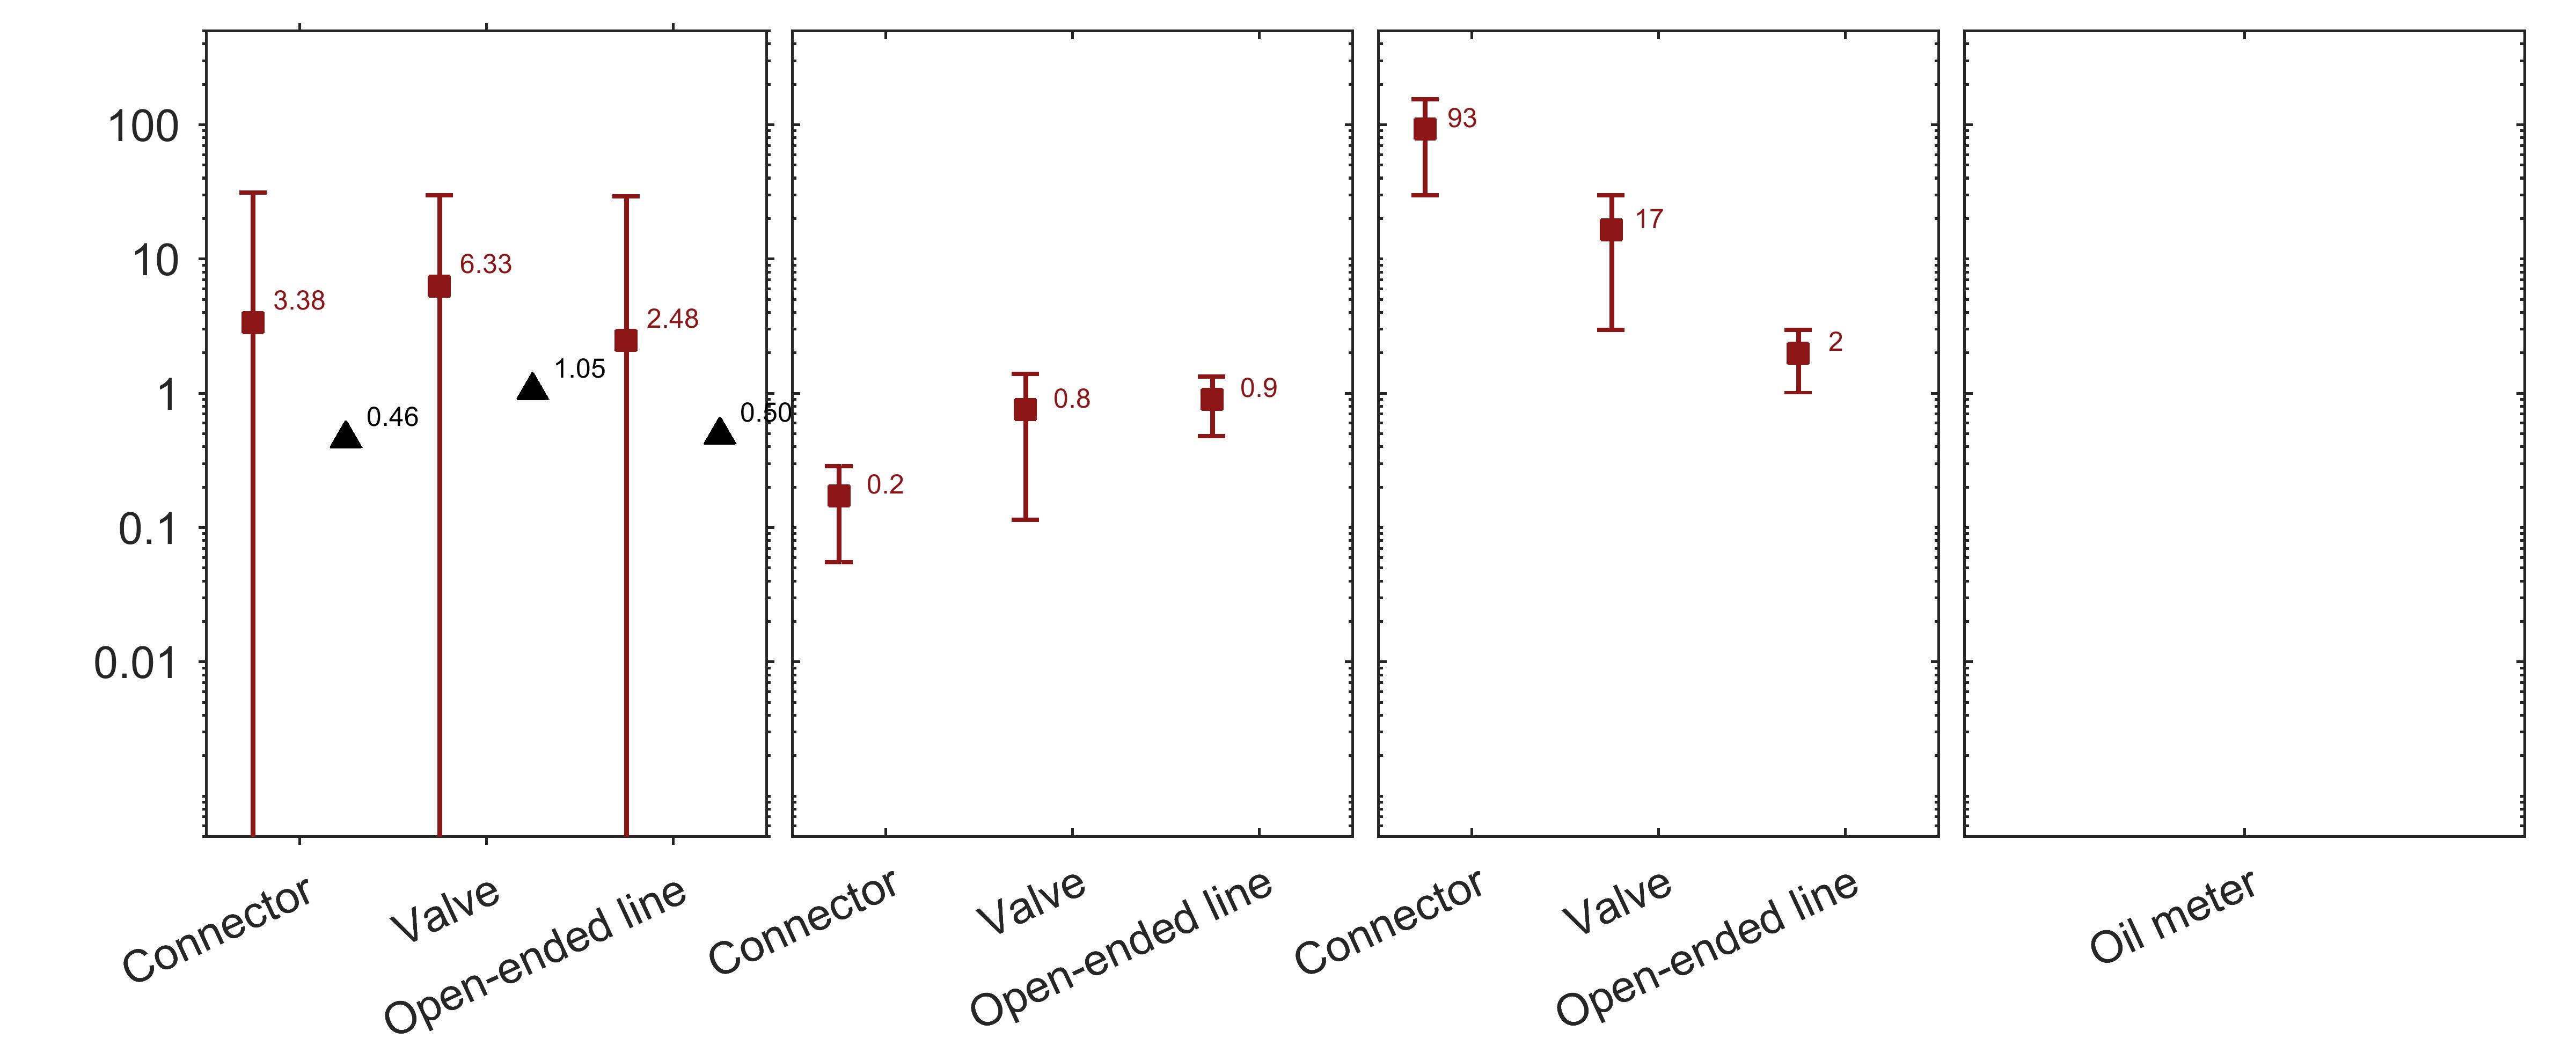 100
10
1
0.1
0.01
3.38
0.46
6.33
1.05
2.48
0.50
0.2
0.8
0.9
93
17
2
Connector
Valve
Open-ended line
Connector
Valve
Open-ended line
Connector
Valve
Open-ended line
Oil meter